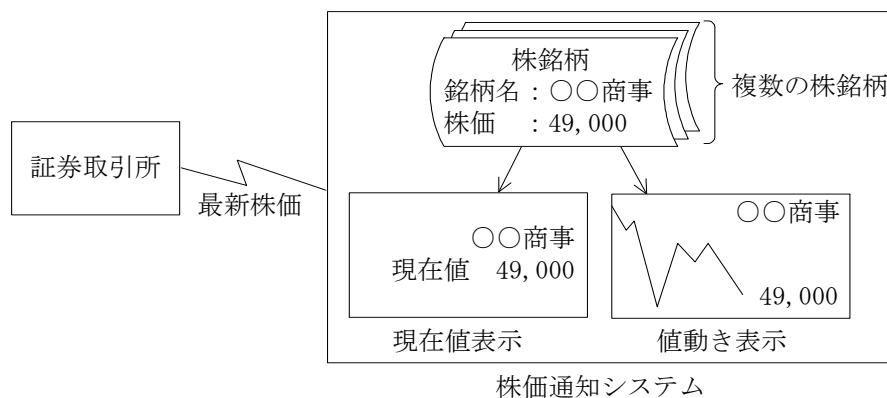 株銘柄
銘柄名：○○商事
株価　：49,000
複数の株銘柄
証券取引所
最新株価
○○商事
現在値　49,000
○○商事
49,000
現在値表示
値動き表示
株価通知システム